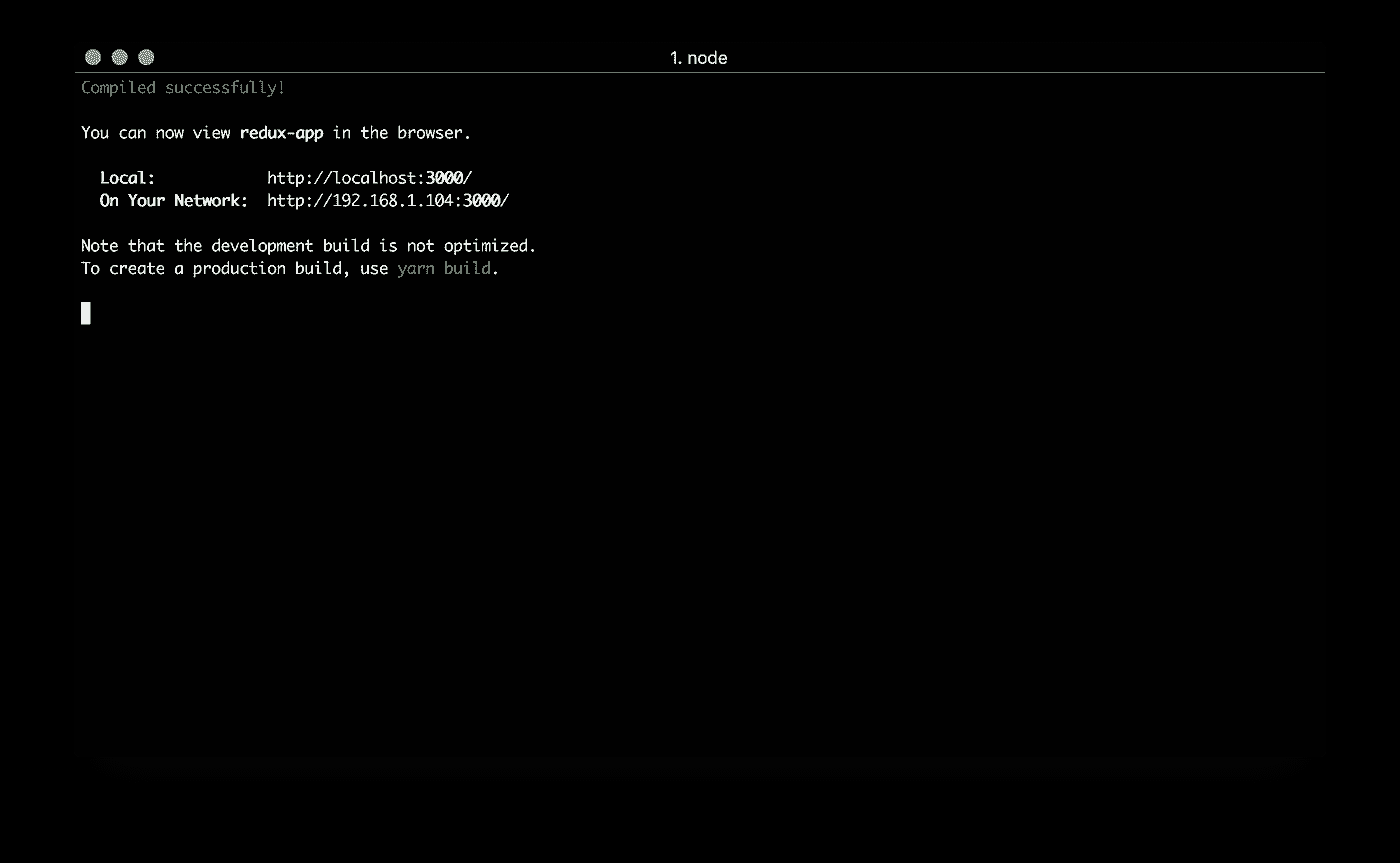 1. node
Compiled successfully!
You can now view redux-app in the browser.
Local: http://localhost:3000/
On Your Network: http://192.168.1.104:3000/
Note that the development build is not optimized.
To create a production build, use yarn build.